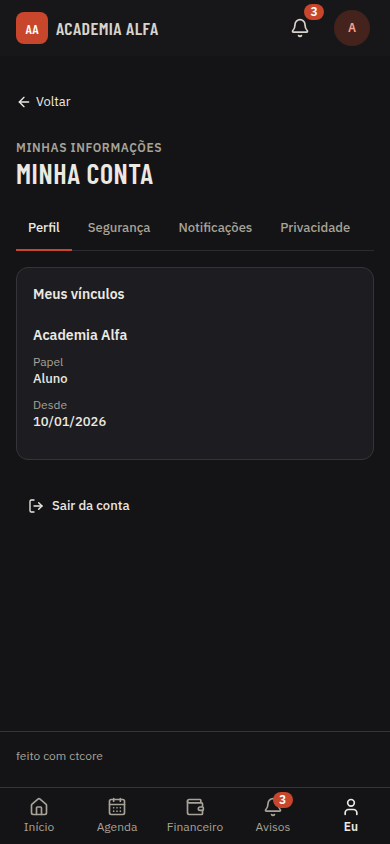 AA ACADEMIA ALFA 3 A
Voltar
MINHAS INFORMAÇÕES
MINHA CONTA
Perfil Segurança Notificações Privacidade
Meus vínculos
Academia Alfa
Papel
Aluno
Desde
10/01/2026
Sair da conta
feito com ctcore
3
Início Agenda Financeiro Avisos Eu